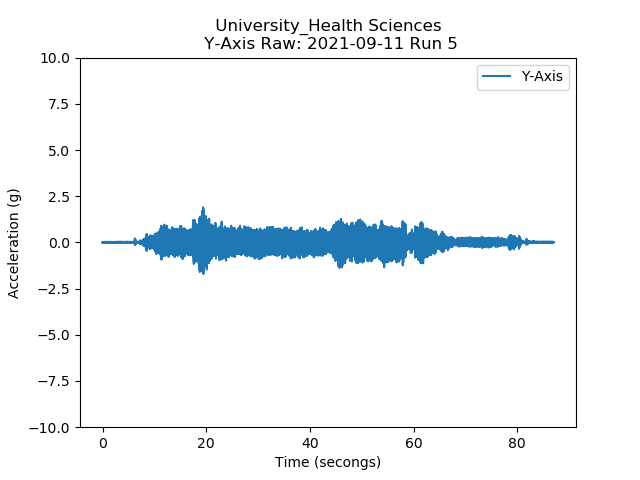 University_Health Sciences
Y-Axis Raw: 2021-09-11 Run 5
10.0
7.5
5.0
2.5
0.0
−2.5
−5.0
−7.5
−10.0
Acceleration (g)
Y-Axis
0 20 40 60 80
Time (secongs)